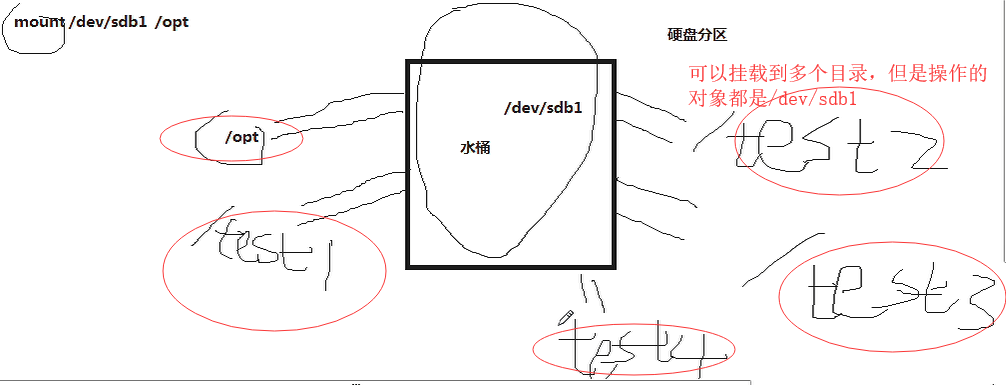 mount /dev/sdb1 /opt
硬盘分区
可以挂载到多个目录，但是操作的
对象都是/dev/sdb1
/dev/sdb1
/opt
水桶
/test2
/test1
/test3
test4